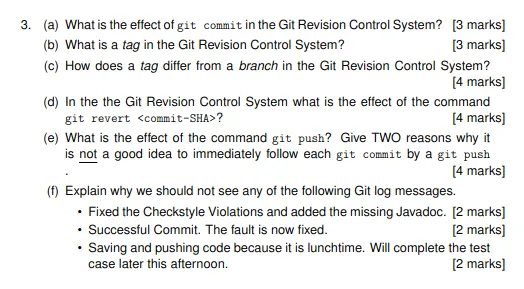 3. (a) What is the effect of git commit in the Git Revision Control System? [3 marks]
(b) What is a tag in the Git Revision Control System? [3 marks]
(c) How does a tag differ from a branch in the Git Revision Control System?
[4 marks]
(d) In the the Git Revision Control System what is the effect of the command
git revert <commit-SHA>? [4 marks]
(e) What is the effect of the command git push? Give TWO reasons why it
is not a good idea to immediately follow each git commit by a git push
. [4 marks]
(f) Explain why we should not see any of the following Git log messages.
• Fixed the Checkstyle Violations and added the missing Javadoc. [2 marks]
• Successful Commit. The fault is now fixed. [2 marks]
• Saving and pushing code because it is lunchtime. Will complete the test
case later this afternoon. [2 marks]